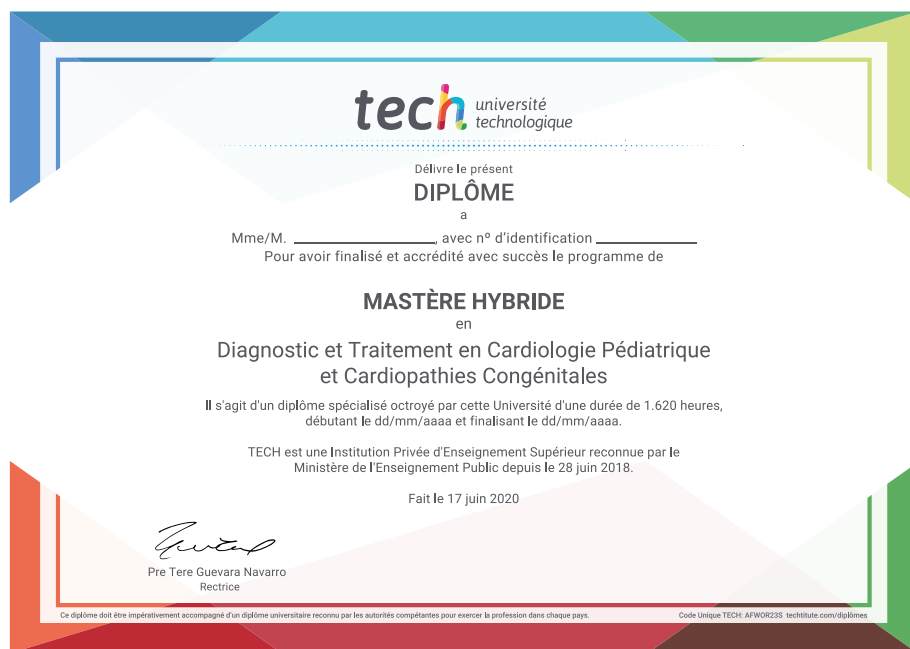 tech université
technologique
Délivre le présent
DIPLÔME
a
Mme/M. ____________________, avec nº d'identification ______________
Pour avoir finalisé et accrédité avec succès le programme de
MASTÈRE HYBRIDE
en
Diagnostic et Traitement en Cardiologie Pédiatrique
et Cardiopathies Congénitales
Il s'agit d'un diplôme spécialisé octroyé par cette Université d'une durée de 1.620 heures,
débutant le dd/mm/aaaa et finalisant le dd/mm/aaaa.
TECH est une Institution Privée d'Enseignement Supérieur reconnue par le
Ministère de l'Enseignement Public depuis le 28 juin 2018.
Fait le 17 juin 2020
Pre Tere Guevara Navarro
Rectrice
Ce diplôme doit être impérativement accompagné d'un diplôme universitaire reconnu par les autorités compétentes pour exercer la profession dans chaque pays.
Code Unique TECH: AFWOR23S techtitute.com/diplômes